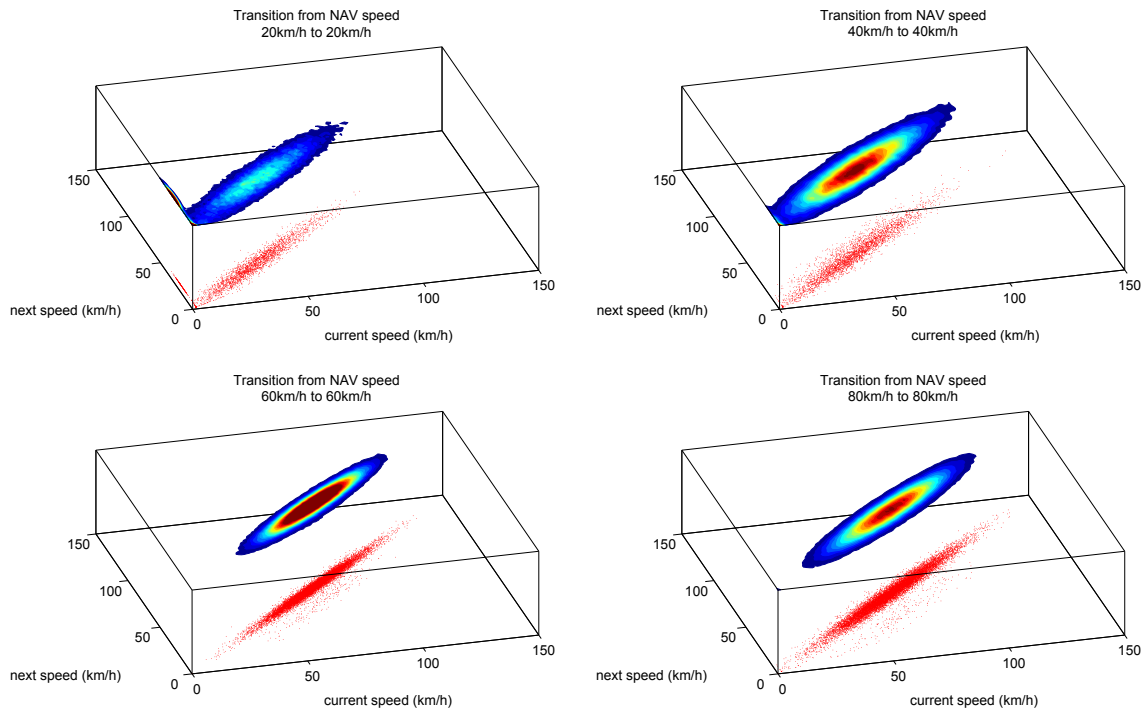 Transition from NAV speed
20km/h to 20km/h
150
100
50
0
next speed (km/h)
0
50
100
150
current speed (km/h)
Transition from NAV speed
40km/h to 40km/h
150
100
50
0
next speed (km/h)
0
50
100
150
current speed (km/h)
Transition from NAV speed
60km/h to 60km/h
150
100
50
0
next speed (km/h)
0
50
100
150
current speed (km/h)
Transition from NAV speed
80km/h to 80km/h
150
100
50
0
next speed (km/h)
0
50
100
150
current speed (km/h)